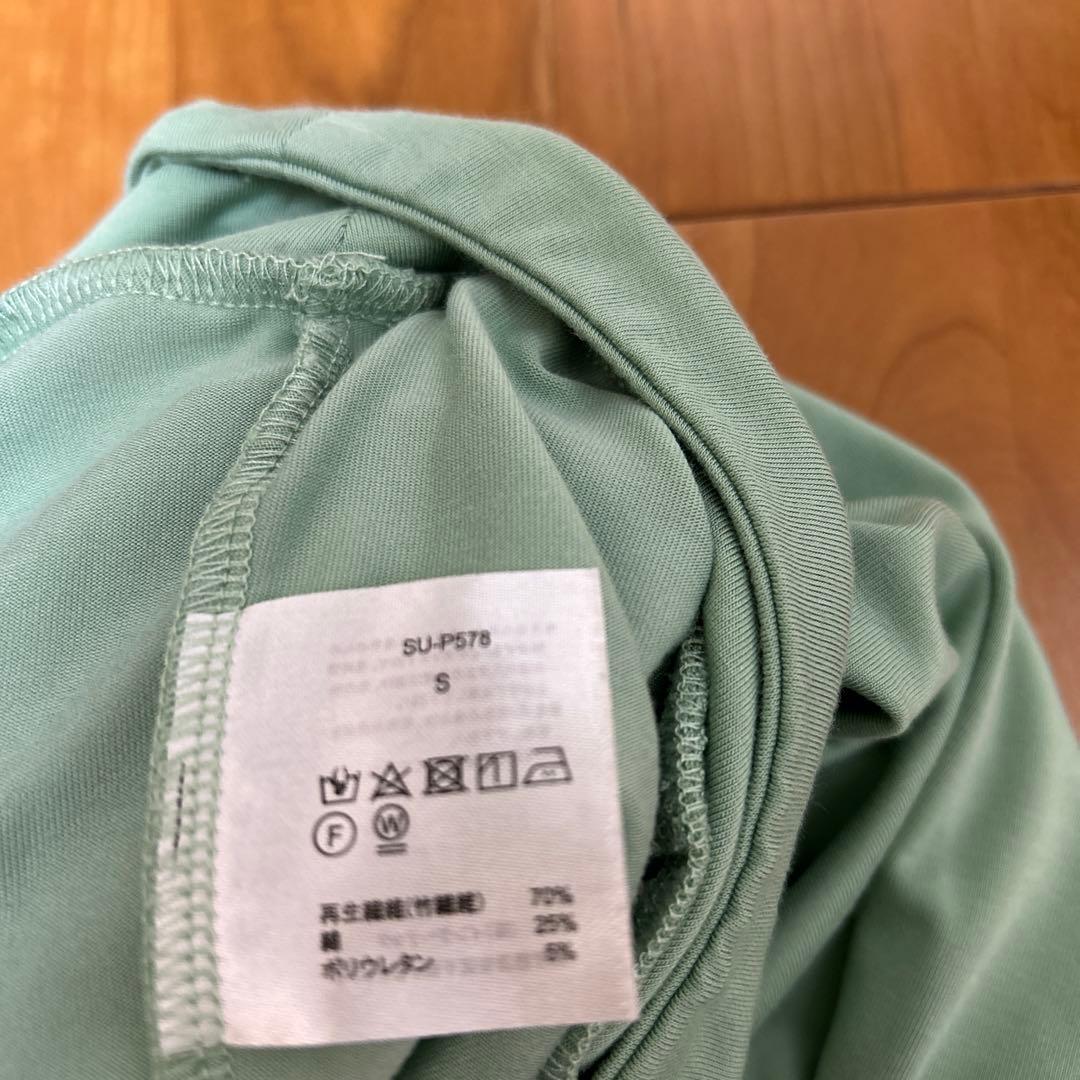 SU-P578
S
F W
再生繊維(竹繊維) 70%
綿 25%
ポリウレタン 5%